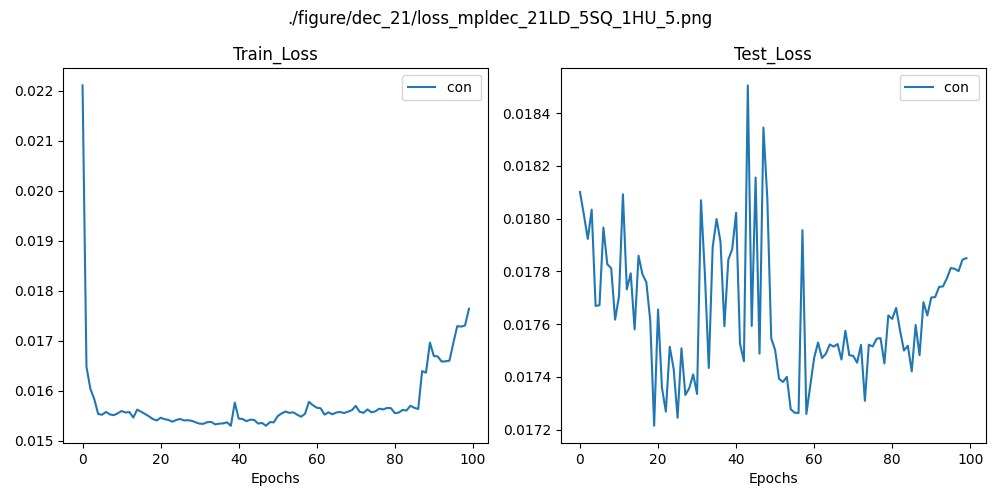 ./figure/dec_21/loss_mpldec_21LD_5SQ_1HU_5.png
Train_Loss
con
0.022
0.021
0.020
0.019
0.018
0.017
0.016
0.015
0 20 40 60 80 100
Epochs
Test_Loss
con
0.0184
0.0182
0.0180
0.0178
0.0176
0.0174
0.0172
0 20 40 60 80 100
Epochs